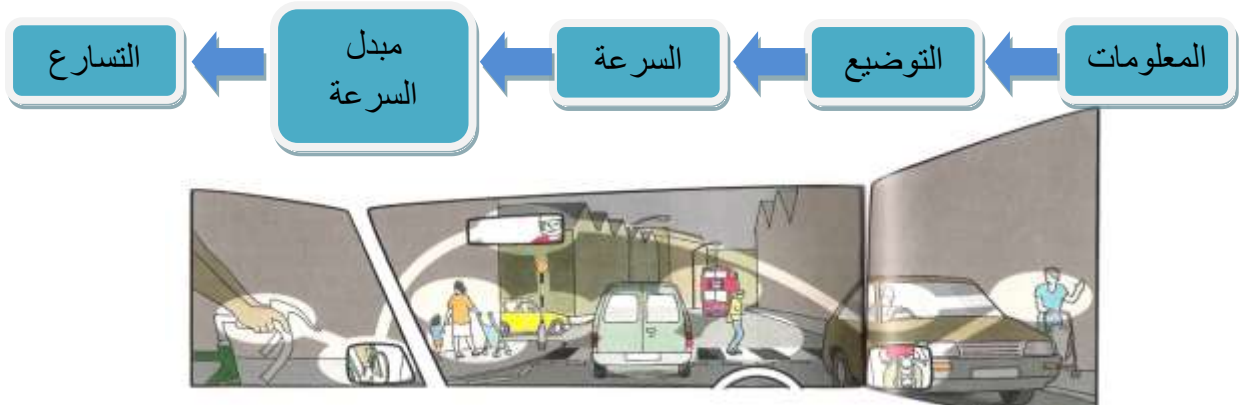 المعلومات
التوضيع
السرعة
مبدل
السرعة
التسارع